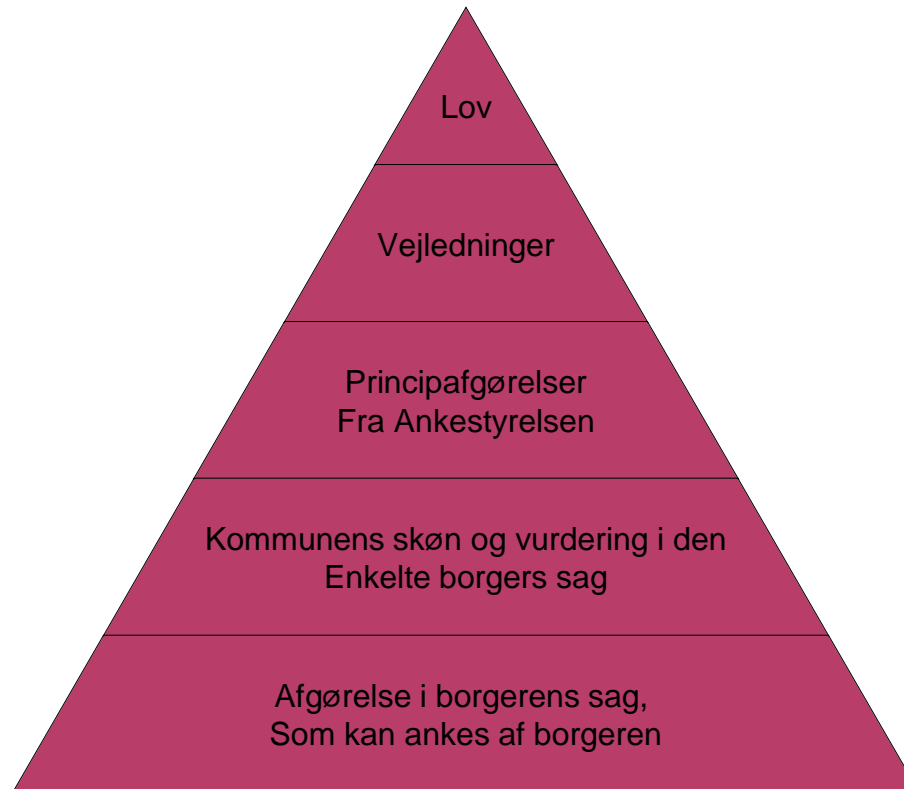 Lov
Vejledninger
Principafgørelser
Fra Ankestyrelsen
Kommunens skøn og vurdering i den
Enkelte borgers sag
Afgørelse i borgerens sag,
Som kan ankes af borgeren